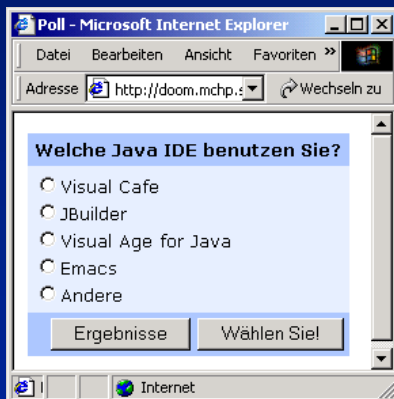 Poll - Microsoft Internet Explorer
Datei Bearbeiten Ansicht Favoriten »
Adresse http://doom.mchp.s Wechseln zu
Welche Java IDE benutzen Sie?
Visual Cafe
JBuilder
Visual Age for Java
Emacs
Andere
Ergebnisse Wählen Sie!
Internet